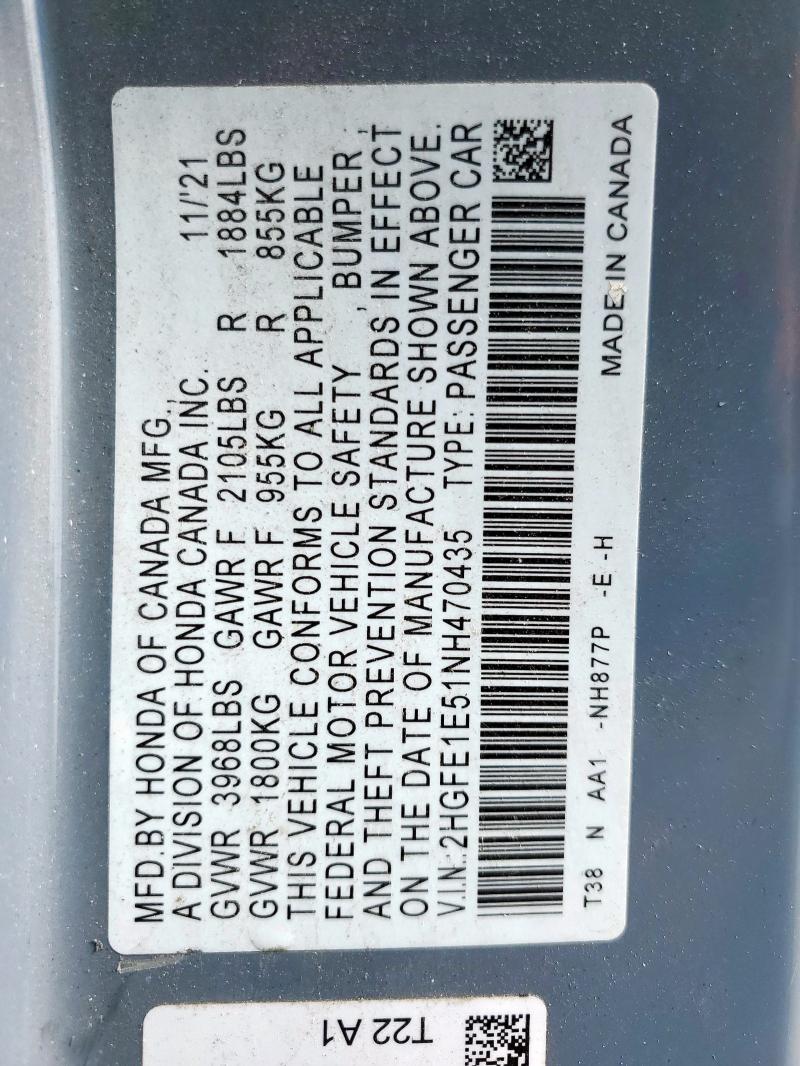 MFD.BY HONDA OF CANADA MFG.,
A DIVISION OF HONDA CANADA INC. 11/'21
GVWR 3968LBS GAWR F 2105LBS R 1884LBS
GVWR 1800KG GAWR F 955KG R 855KG
THIS VEHICLE CONFORMS TO ALL APPLICABLE
FEDERAL MOTOR VEHICLE SAFETY , BUMPER ,
AND THEFT PREVENTION STANDARDS IN EFFECT
ON THE DATE OF MANUFACTURE SHOWN ABOVE.
V.I.N.:2HGFE1E51NH470435 TYPE: PASSENGER CAR
T38 N AA1 -NH877P -E -H MADE IN CANADA
T22 A1